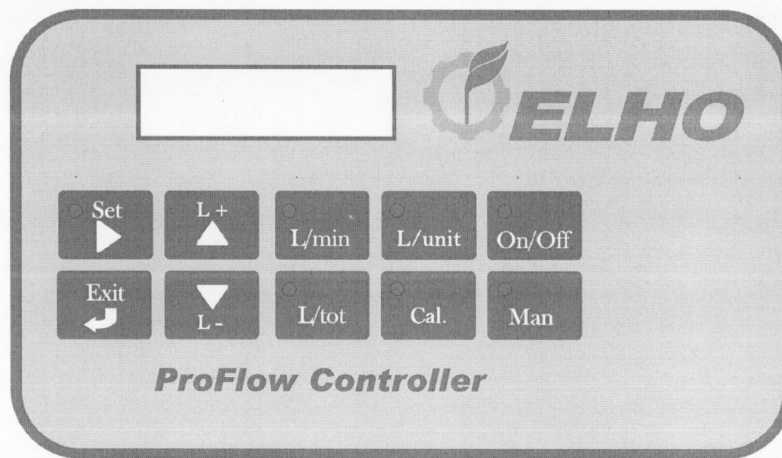 ELHO
Set
L +
L/min
L/unit
On/Off
Exit
L -
L/tot
Cal.
Man
ProFlow Controller